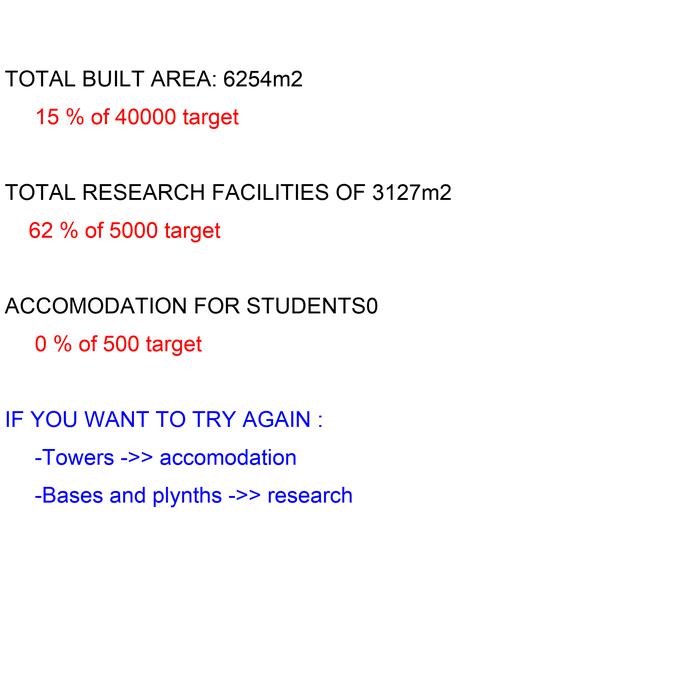 TOTAL BUILT AREA: 6254m2
15 % of 40000 target
TOTAL RESEARCH FACILITIES OF 3127m2
62 % of 5000 target
ACCOMODATION FOR STUDENTS0
0 % of 500 target
IF YOU WANT TO TRY AGAIN :
-Towers ->> accomodation
-Bases and plynths ->> research